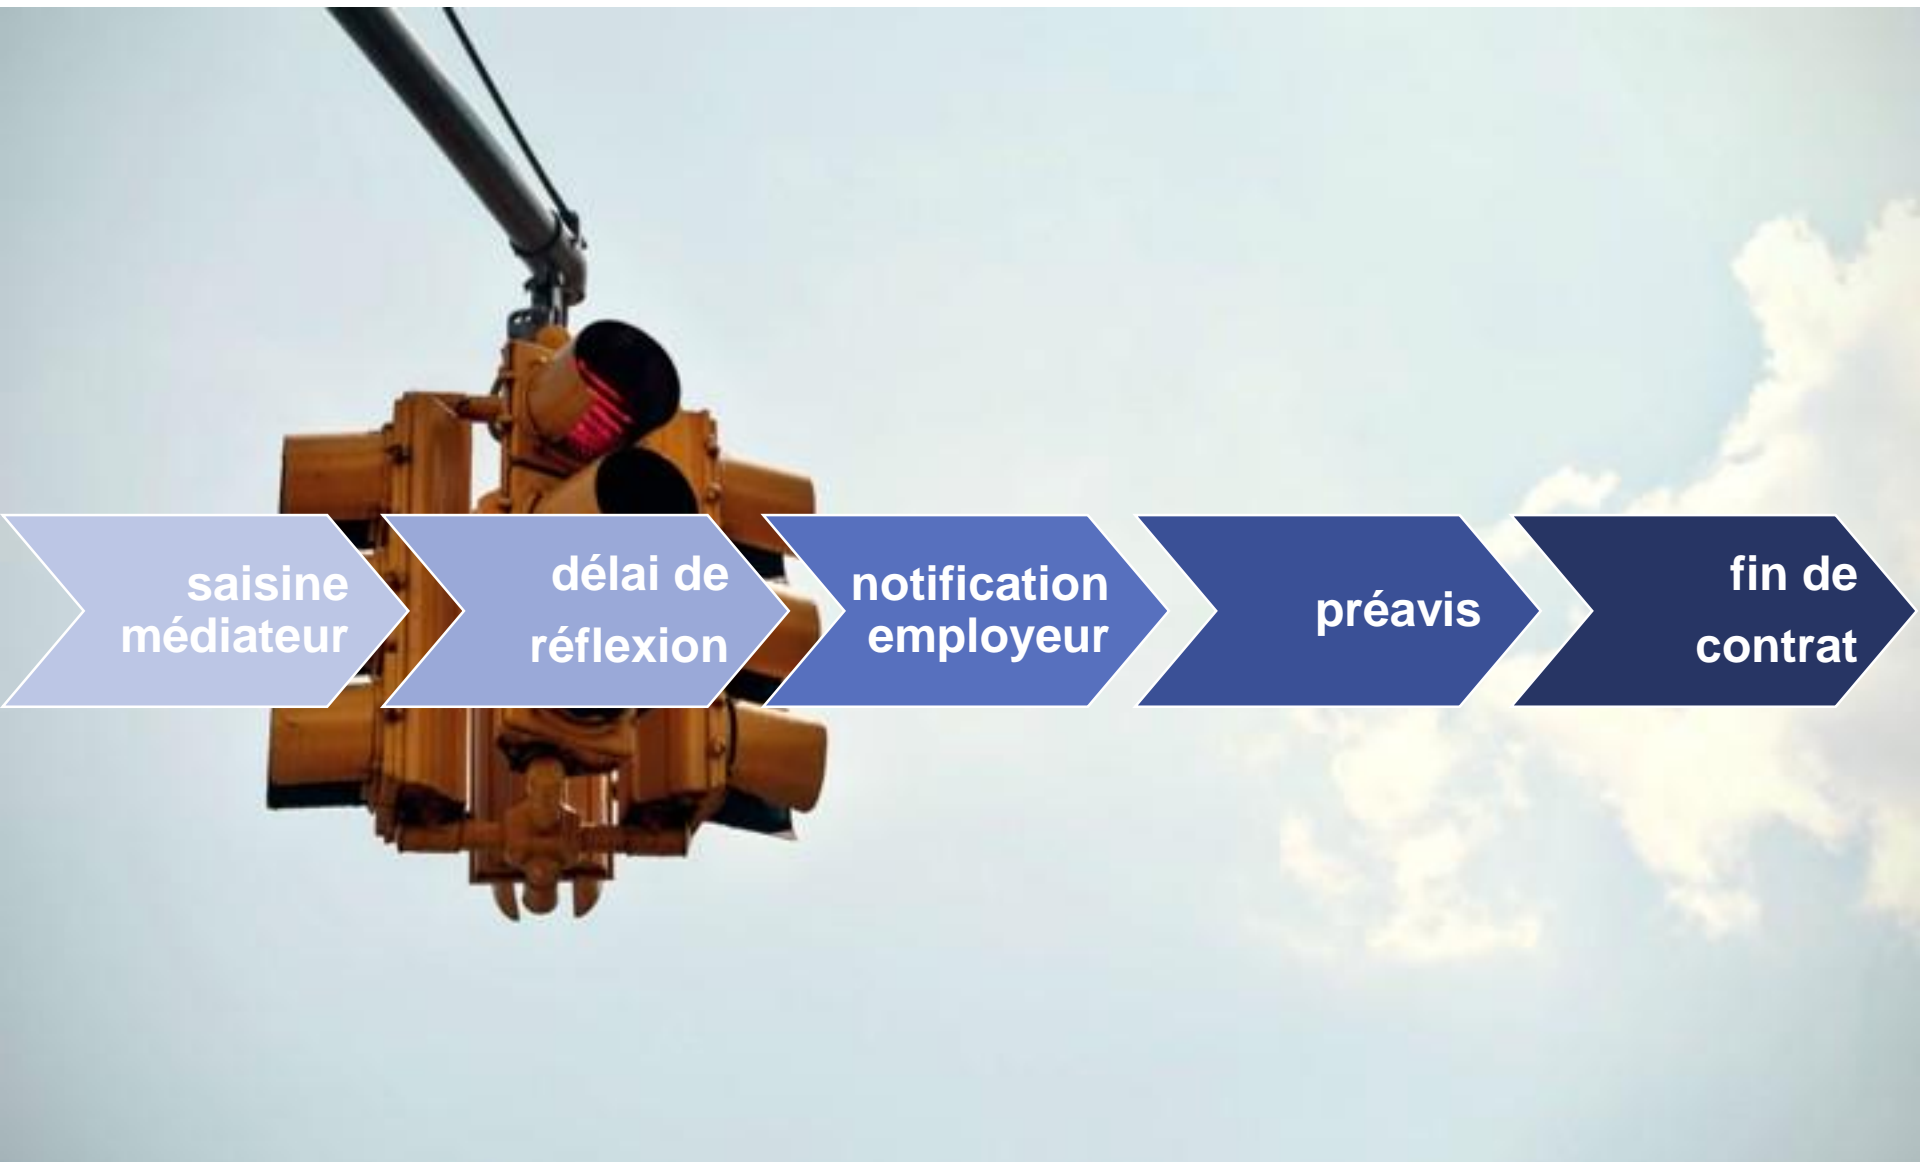 saisine
médiateur
délai de
réflexion
notification
employeur
préavis
fin de
contrat